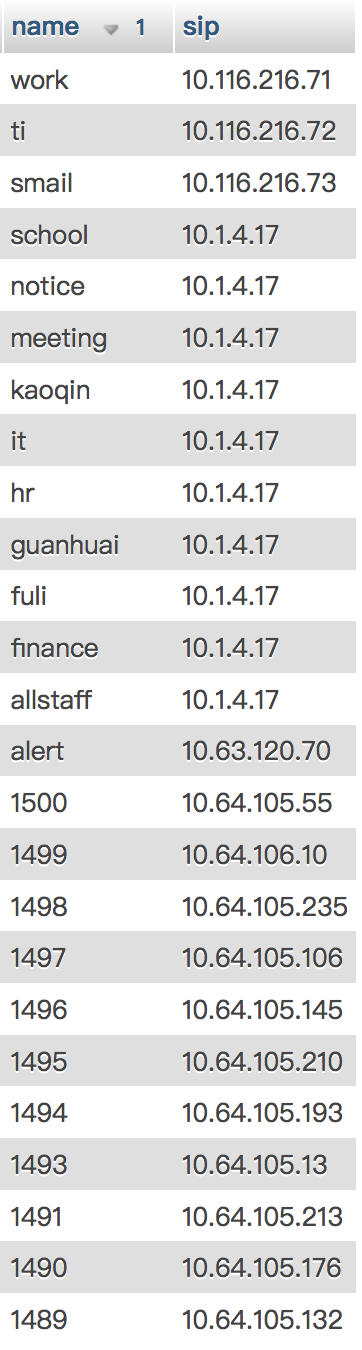 name 1 sip
work 10.116.216.71
ti 10.116.216.72
smail 10.116.216.73
school 10.1.4.17
notice 10.1.4.17
meeting 10.1.4.17
kaoqin 10.1.4.17
it 10.1.4.17
hr 10.1.4.17
guanhuai 10.1.4.17
fuli 10.1.4.17
finance 10.1.4.17
allstaff 10.1.4.17
alert 10.63.120.70
1500 10.64.105.55
1499 10.64.106.10
1498 10.64.105.235
1497 10.64.105.106
1496 10.64.105.145
1495 10.64.105.210
1494 10.64.105.193
1493 10.64.105.13
1491 10.64.105.213
1490 10.64.105.176
1489 10.64.105.132